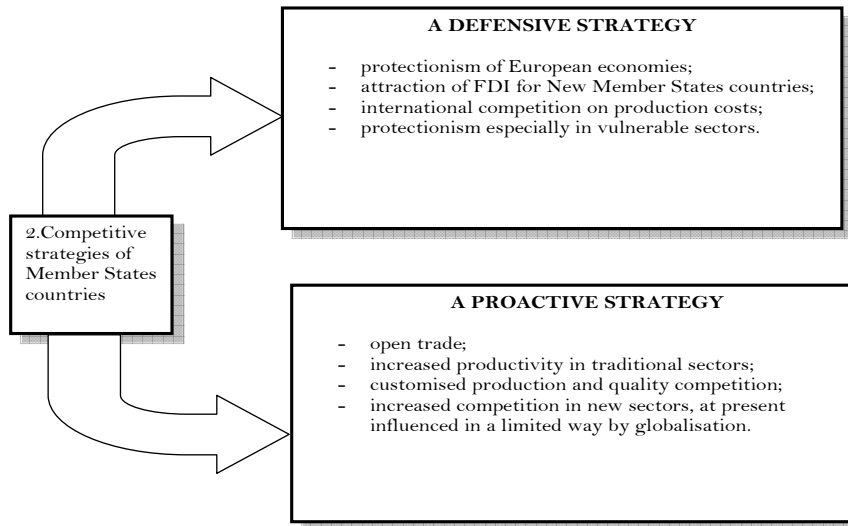 A DEFENSIVE STRATEGY
- protectionism of European economies;
- attraction of FDI for New Member States countries;
- international competition on production costs;
- protectionism especially in vulnerable sectors.
2.Competitive
strategies of
Member States
countries
A PROACTIVE STRATEGY
- open trade;
- increased productivity in traditional sectors;
- customised production and quality competition;
- increased competition in new sectors, at present
influenced in a limited way by globalisation.